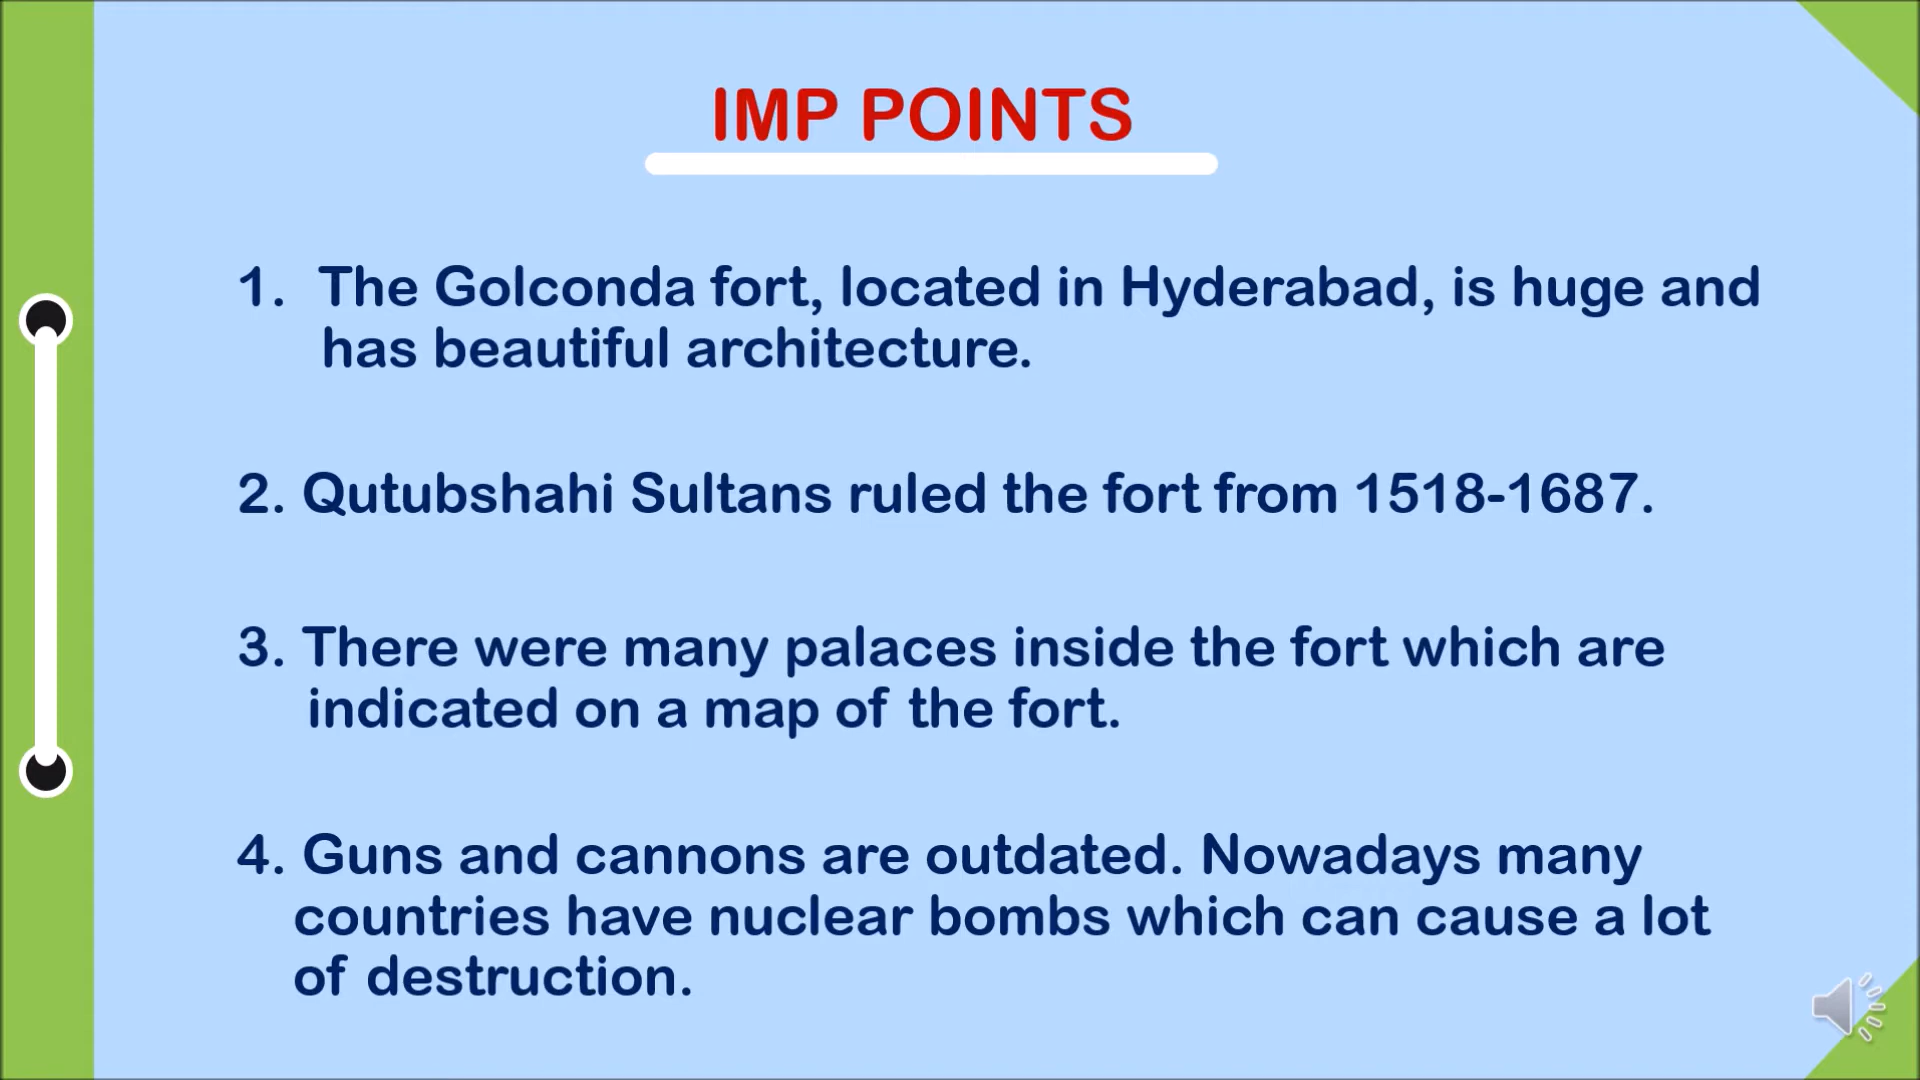 IMP POINTS
1. The Golconda fort, located in Hyderabad, is huge and
has beautiful architecture.
2. Qutubshahi Sultans ruled the fort from 1518-1687.
3. There were many palaces inside the fort which are
indicated on a map of the fort.
4. Guns and cannons are outdated. Nowadays many
countries have nuclear bombs which can cause a lot
of destruction.